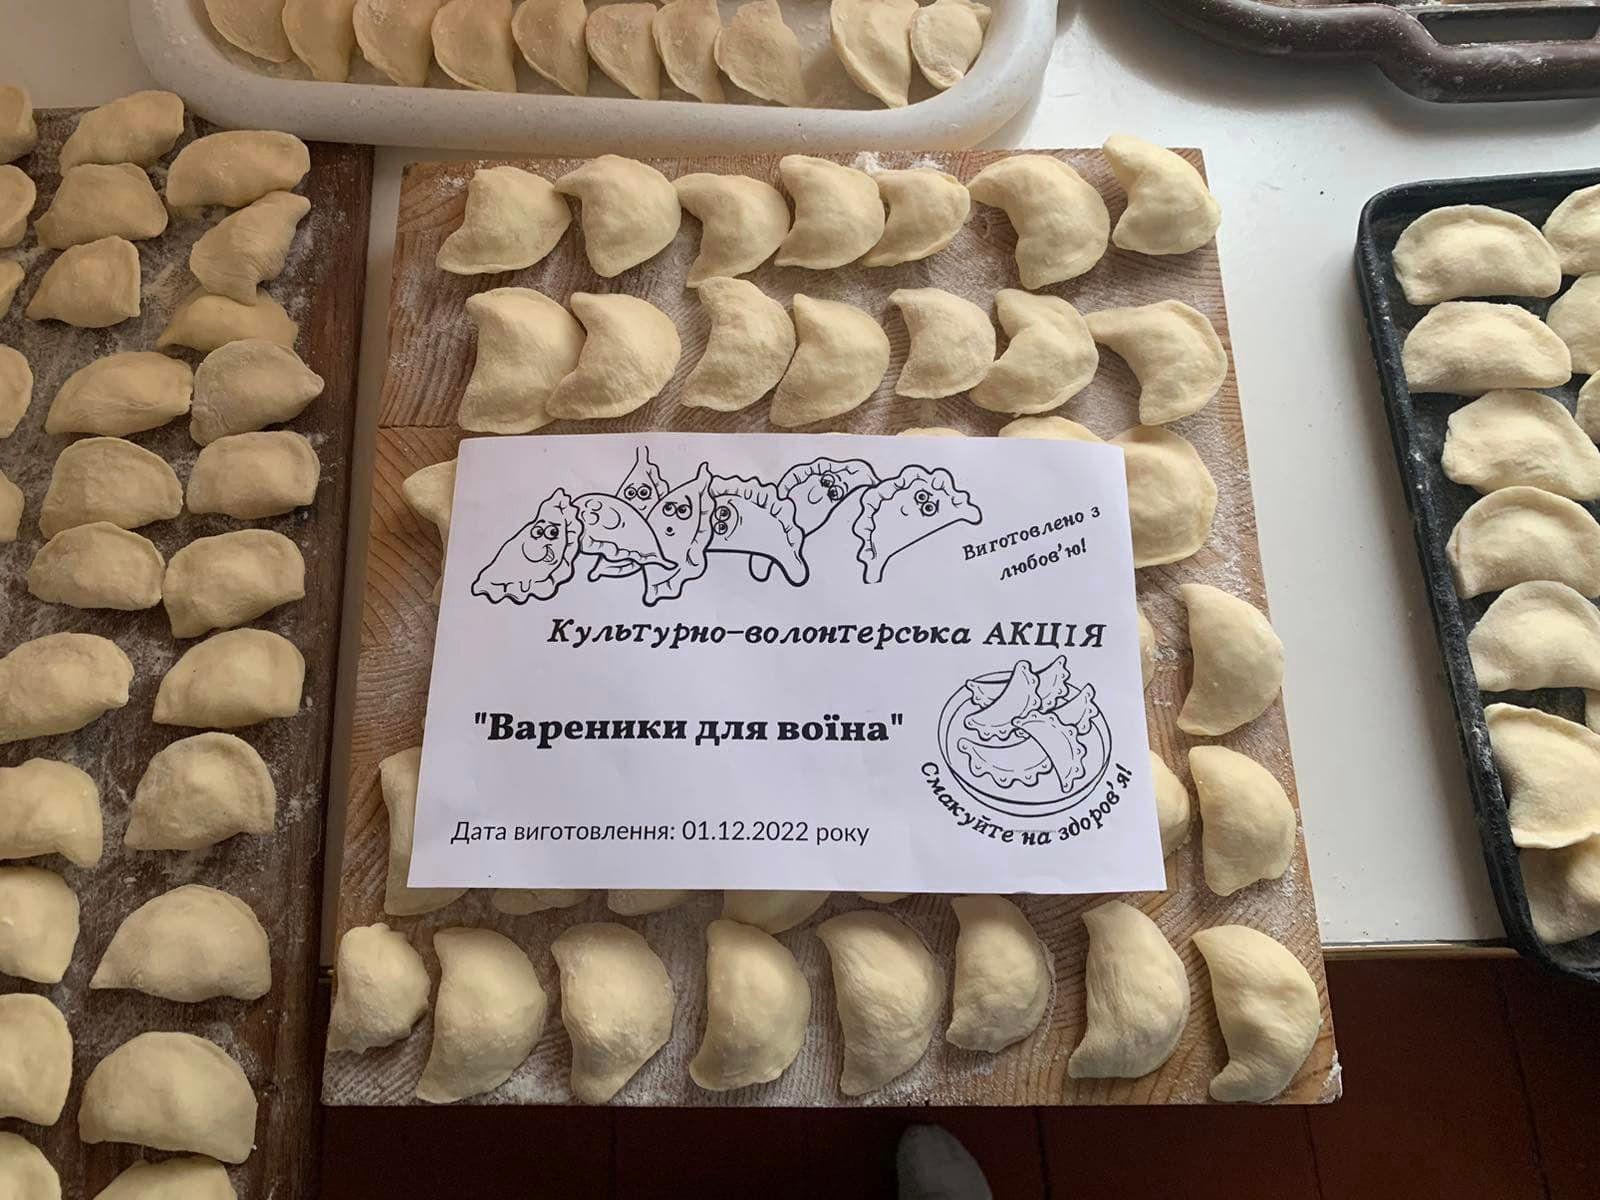 Виготовлено з
любов'ю!
Культурно-волонтерська АКЦІЯ
"Вареники для воїна"
Смакуйте на здоров'я!
Дата виготовлення: 01.12.2022 року